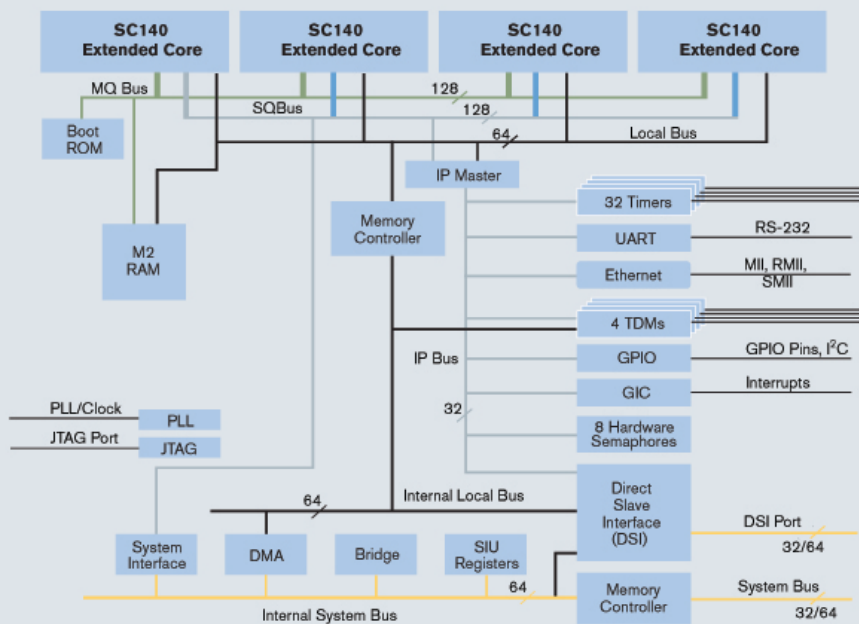 SC140
Extended Core
SC140
Extended Core
SC140
Extended Core
SC140
Extended Core
MQ Bus
128
SQBus
128
Boot
ROM
64
Local Bus
IP Master
32 Timers
M2
RAM
Memory
Controller
UART
RS-232
Ethernet
MII, RMII,
SMII
4 TDMs
IP Bus
GPIO
GPIO Pins, I²C
GIC
Interrupts
32
PLL/Clock
PLL
JTAG Port
JTAG
8 Hardware
Semaphores
64
Internal Local Bus
Direct
Slave
Interface
(DSI)
DSI Port
32/64
System
Interface
DMA
Bridge
SIU
Registers
64
Internal System Bus
Memory
Controller
System Bus
32/64